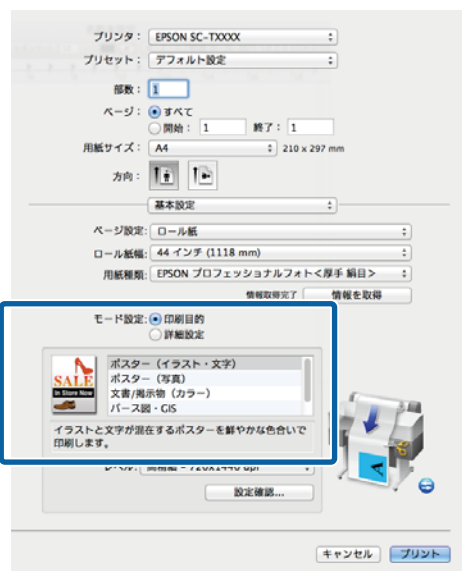 プリンタ： EPSON SC-TXXXX
プリセット： デフォルト設定
部数： 1
ページ： すべて
開始： 1 終了： 1
用紙サイズ： A4 210 x 297 mm
方向：
基本設定
ページ設定: ロール紙
ロール紙幅: 44 インチ (1118 mm)
用紙種類: EPSON プロフェッショナルフォト＜厚手 絹目＞
情報取得完了 情報を取得
モード設定: 印刷目的
詳細設定
SALE
In Store Now
ポスター（イラスト・文字）
ポスター（写真）
文書/掲示物（カラー）
パース図・GIS
イラストと文字が混在するポスターを鮮やかな色合いで
印刷します。
レベル: 高精細 - 720x1440 dpi
設定確認...
キャンセル プリント